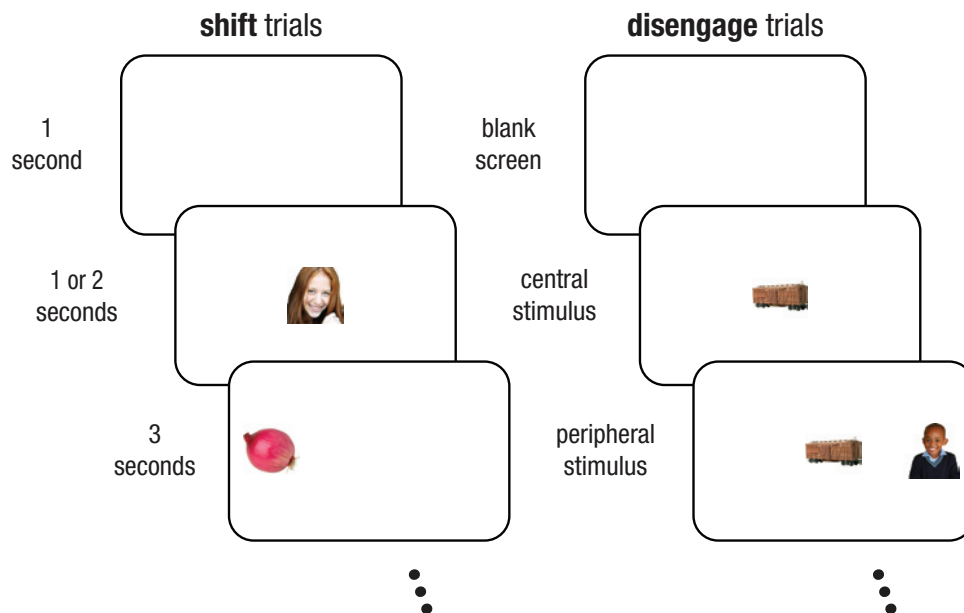 shift trials
disengage trials
1
second
blank
screen
1 or 2
seconds
central
stimulus
3
seconds
peripheral
stimulus